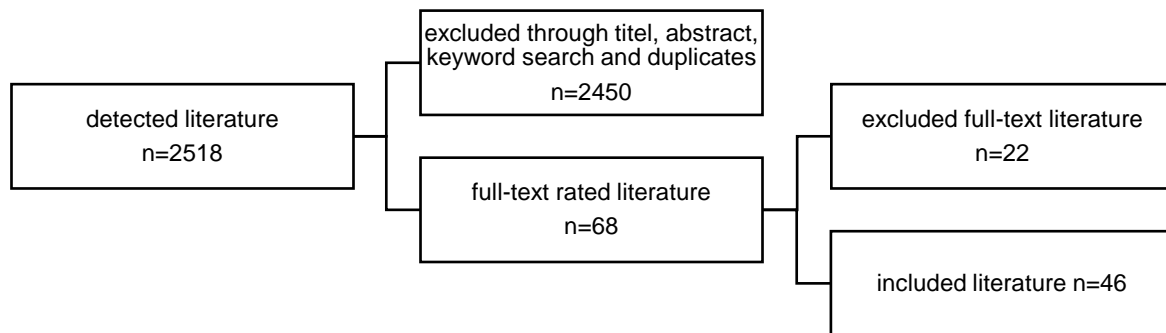 excluded through titel, abstract,
keyword search and duplicates
n=2450
detected literature
n=2518
excluded full-text literature
n=22
full-text rated literature
n=68
included literature n=46